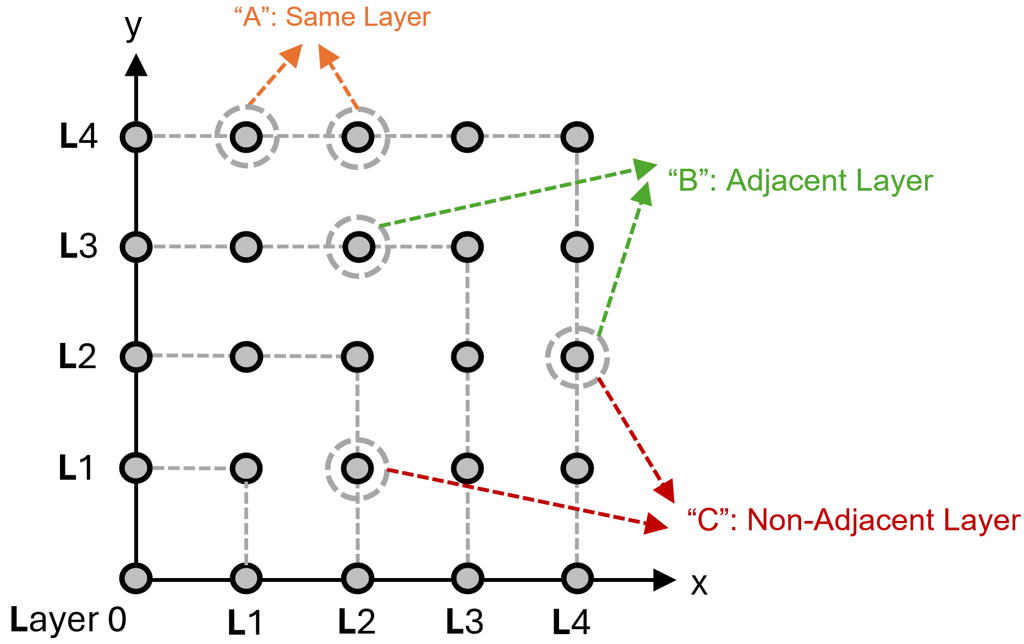 “A”: Same Layer
y
L4
“B”: Adjacent Layer
L3
L2
L1
“C”: Non-Adjacent Layer
x
Layer 0 L1 L2 L3 L4